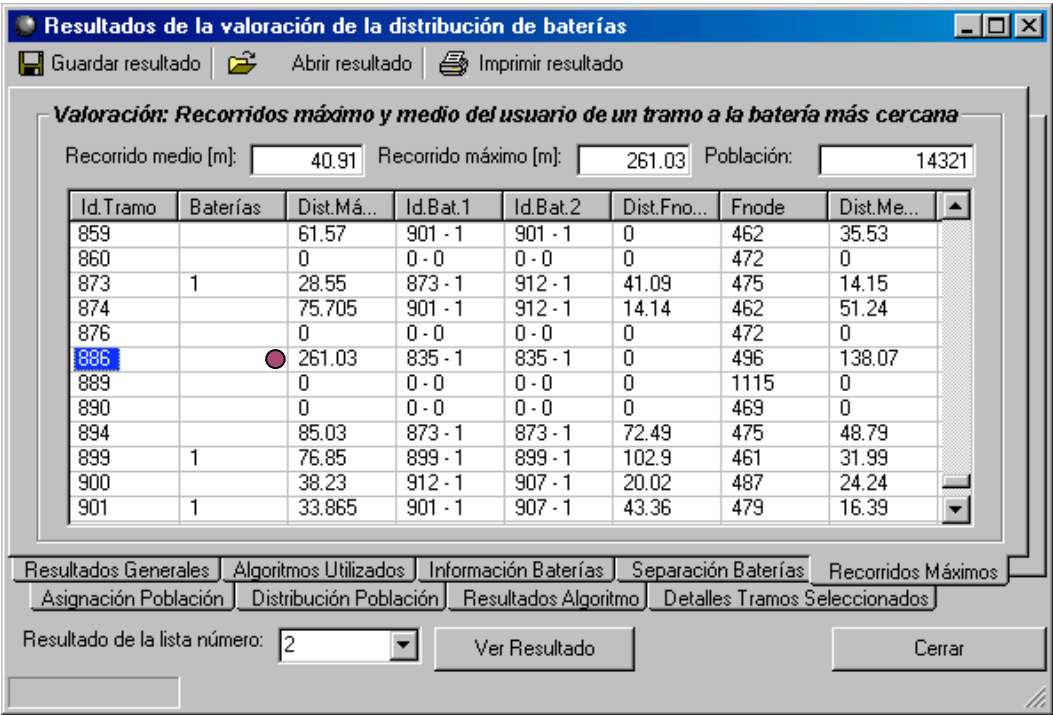 Resultados de la valoración de la distribución de baterías
Guardar resultado Abrir resultado Imprimir resultado
Valoración: Recorridos máximo y medio del usuario de un tramo a la batería más cercana
Recorrido medio [m]: 40.91 Recorrido máximo [m]: 261.03 Población: 14321
Id.Tramo Baterías Dist.Má... Id.Bat.1 Id.Bat.2 Dist.Fno... Fnode Dist.Me...
859 61.57 901 - 1 901 - 1 0 462 35.53
860 0 0 - 0 0 - 0 0 472 0
873 1 28.55 873 - 1 912 - 1 41.09 475 14.15
874 75.705 901 - 1 912 - 1 14.14 462 51.24
876 0 0 - 0 0 - 0 0 472 0
886 261.03 835 - 1 835 - 1 0 496 138.07
889 0 0 - 0 0 - 0 0 1115 0
890 0 0 - 0 0 - 0 0 469 0
894 85.03 873 - 1 873 - 1 72.49 475 48.79
899 1 76.85 899 - 1 899 - 1 102.9 461 31.99
900 38.23 912 - 1 907 - 1 20.02 487 24.24
901 1 33.865 901 - 1 907 - 1 43.36 479 16.39
Resultados Generales Algoritmos Utilizados Información Baterías Separación Baterías Recorridos Máximos
Asignación Población Distribución Población Resultados Algoritmo Detalles Tramos Seleccionados
Resultado de la lista número: 2 Ver Resultado Cerrar